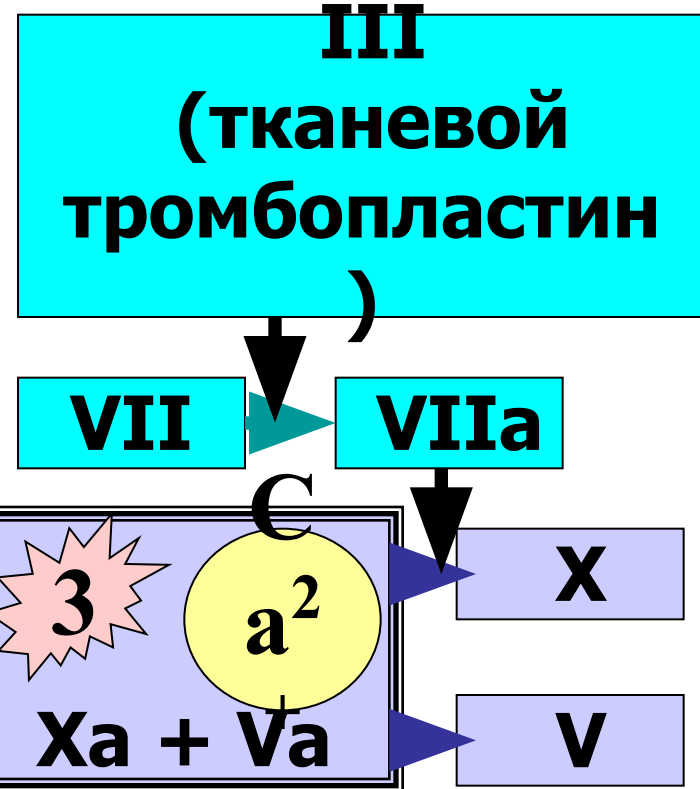 III
(тканевой
тромбопластин
)
VII
VIIa
C
a²
+
3
X
Xa + Va
V